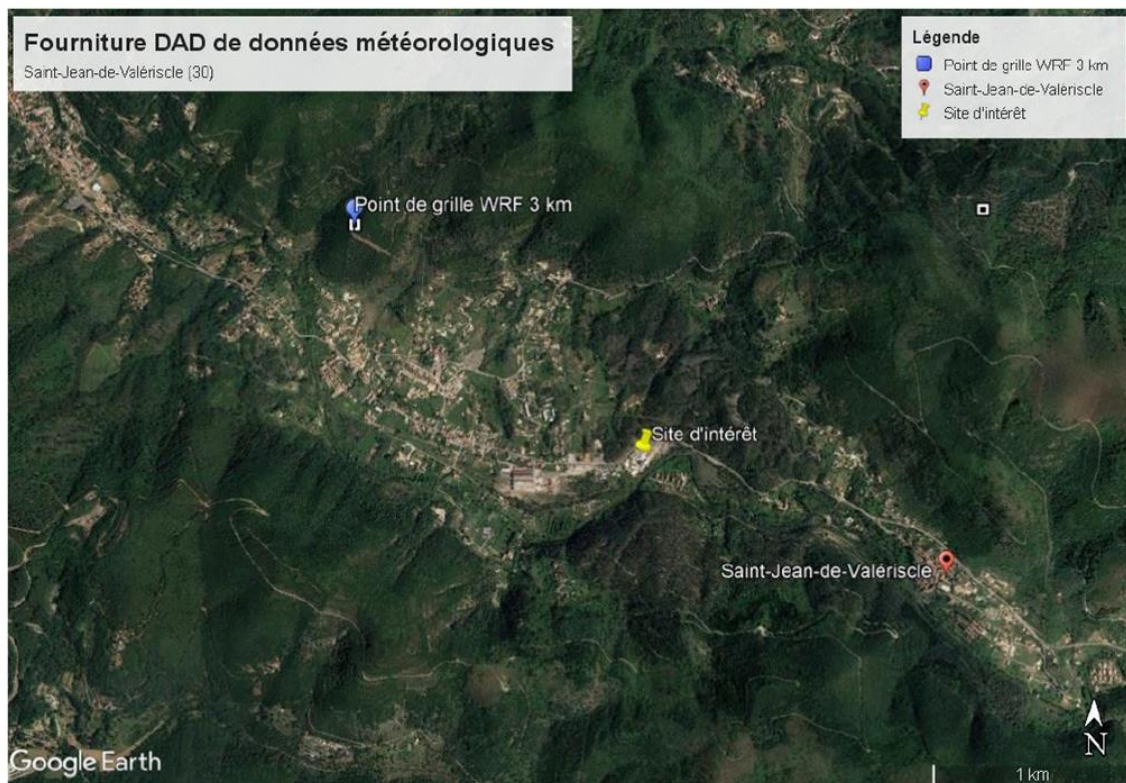 Fourniture DAD de données météorologiques
Saint-Jean-de-Valériscle (30)
Légende
Point de grille WRF 3 km
Saint-Jean-de-Valériscle
Site d'intérêt
Point de grille WRF 3 km
Site d'intérêt
Saint-Jean-de-Valériscle
N
Google Earth
1 km